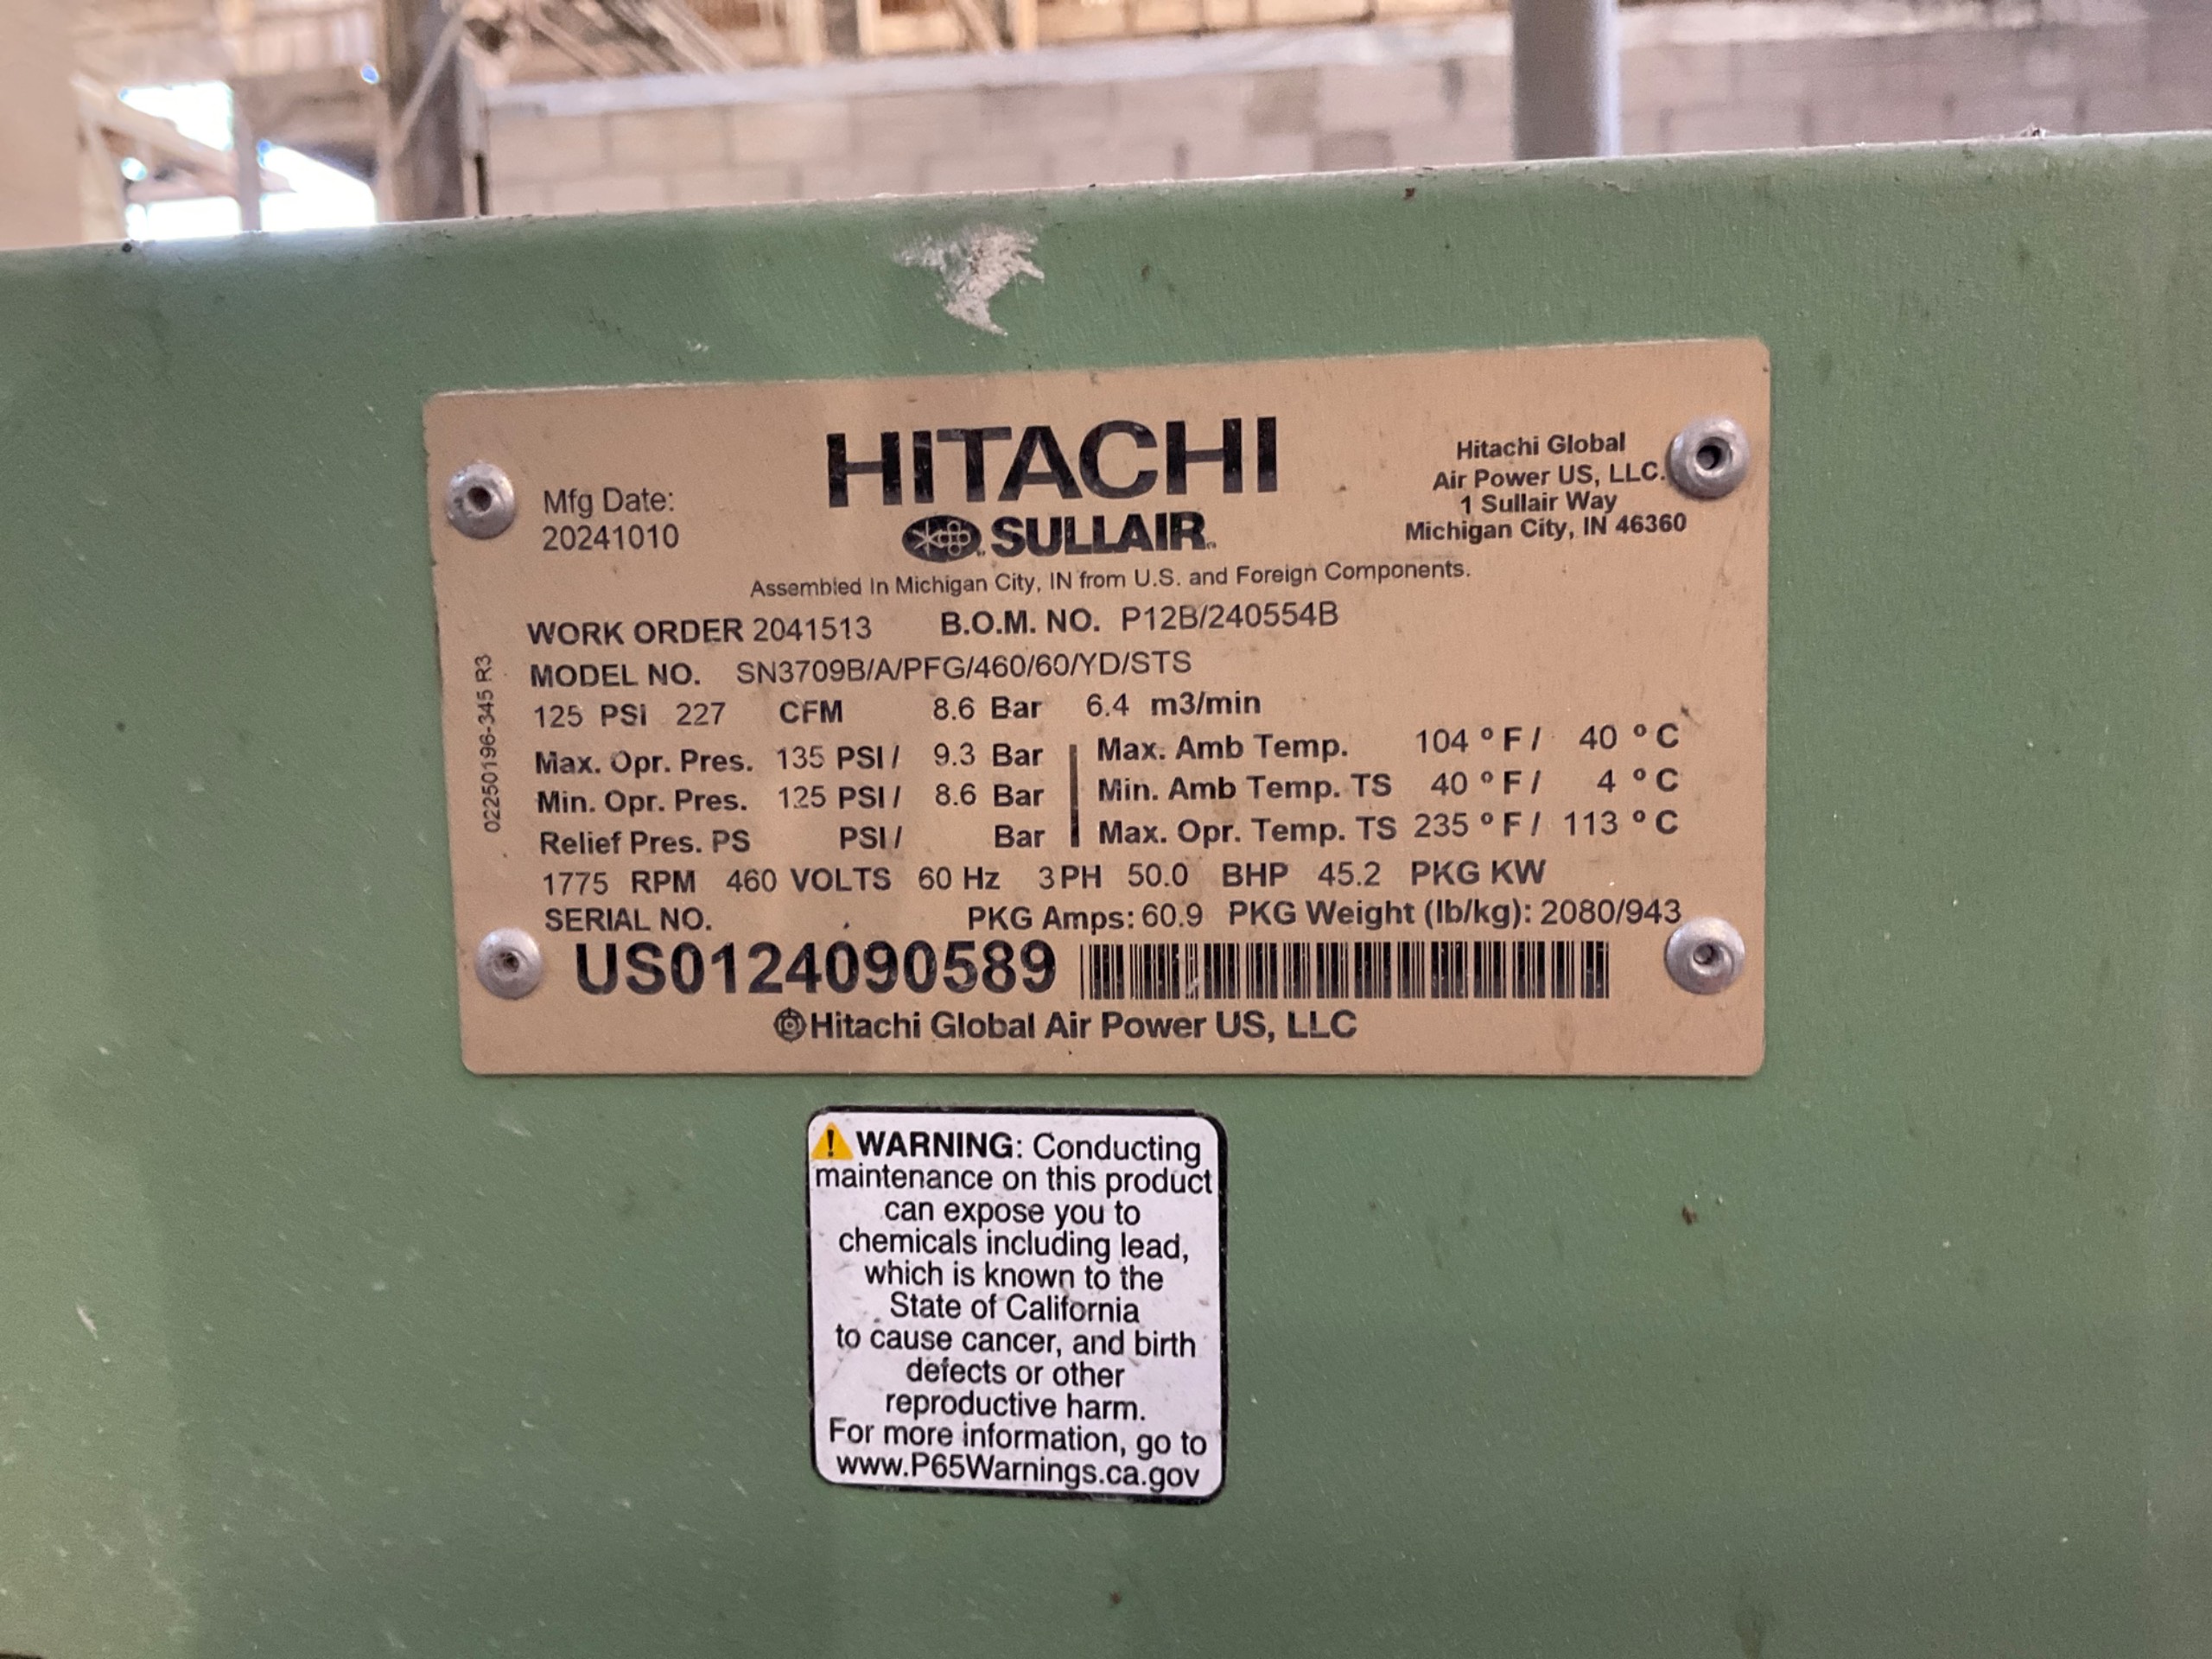 HITACHI
SULLAIR
Mfg Date:
20241010
Hitachi Global
Air Power US, LLC.
1 Sullair Way
Michigan City, IN 46360
Assembled In Michigan City, IN from U.S. and Foreign Components.
WORK ORDER 2041513 B.O.M. NO. P12B/240554B
MODEL NO. SN3709B/A/PFG/460/60/YD/STS
125 PSI 227 CFM 8.6 Bar 6.4 m3/min
Max. Opr. Pres. 135 PSI / 9.3 Bar
Min. Opr. Pres. 125 PSI / 8.6 Bar
Relief Pres. PS PSI / Bar
Max. Amb Temp. 104 °F / 40 °C
Min. Amb Temp. TS 40 °F / 4 °C
Max. Opr. Temp. TS 235 °F / 113 °C
1775 RPM 460 VOLTS 60 Hz 3PH 50.0 BHP 45.2 PKG KW
SERIAL NO. PKG Amps: 60.9 PKG Weight (lb/kg): 2080/943
US0124090589
Hitachi Global Air Power US, LLC
02250196-345 R3
WARNING: Conducting
maintenance on this product
can expose you to
chemicals including lead,
which is known to the
State of California
to cause cancer, and birth
defects or other
reproductive harm.
For more information, go to
www.P65Warnings.ca.gov